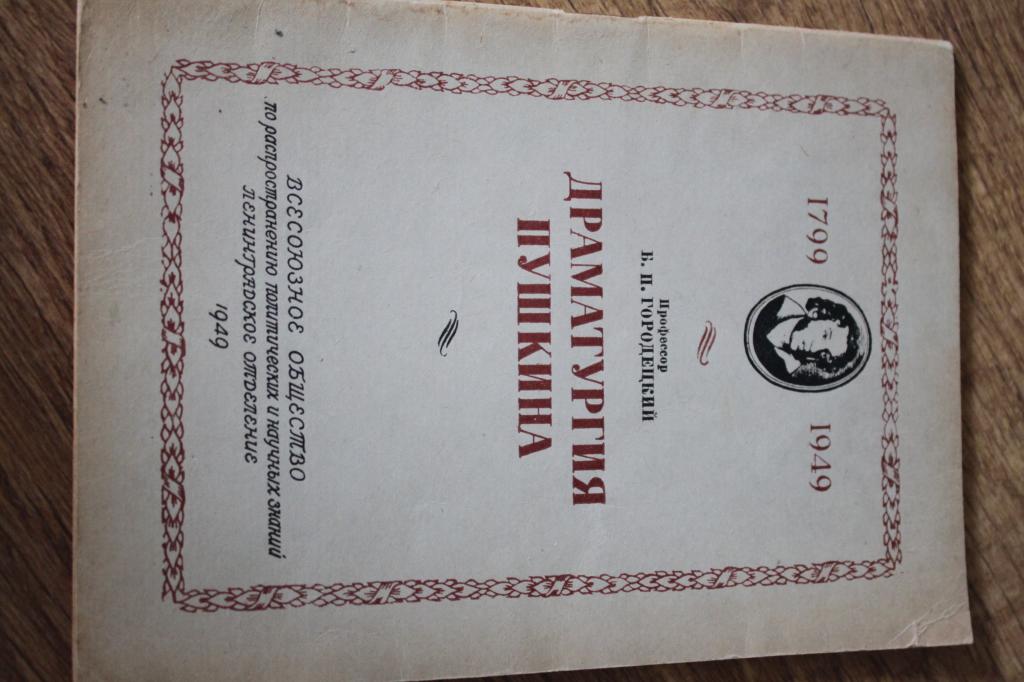 1799 1949
Профессор
Б. П. ГОРОДЕЦКИЙ
ДРАМАТУРГИЯ
ПУШКИНА
ВСЕСОЮЗНОЕ ОБЩЕСТВО
по распространению политических и научных знаний
ЛЕНИНГРАДСКОЕ ОТДЕЛЕНИЕ
1949